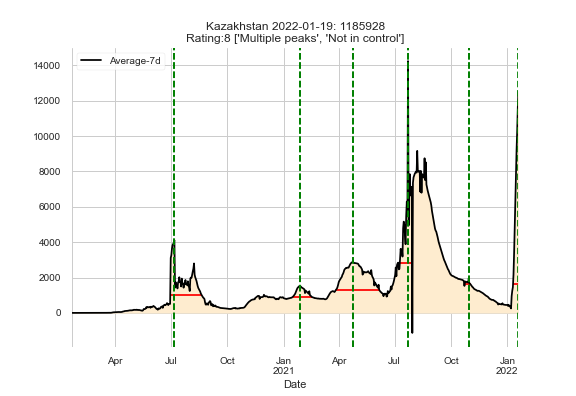 Kazakhstan 2022-01-19: 1185928
Rating:8 ['Multiple peaks', 'Not in control']
Average-7d
14000
12000
10000
8000
6000
4000
2000
0
Apr Jul Oct Jan Apr Jul Oct Jan
2021 2022
Date